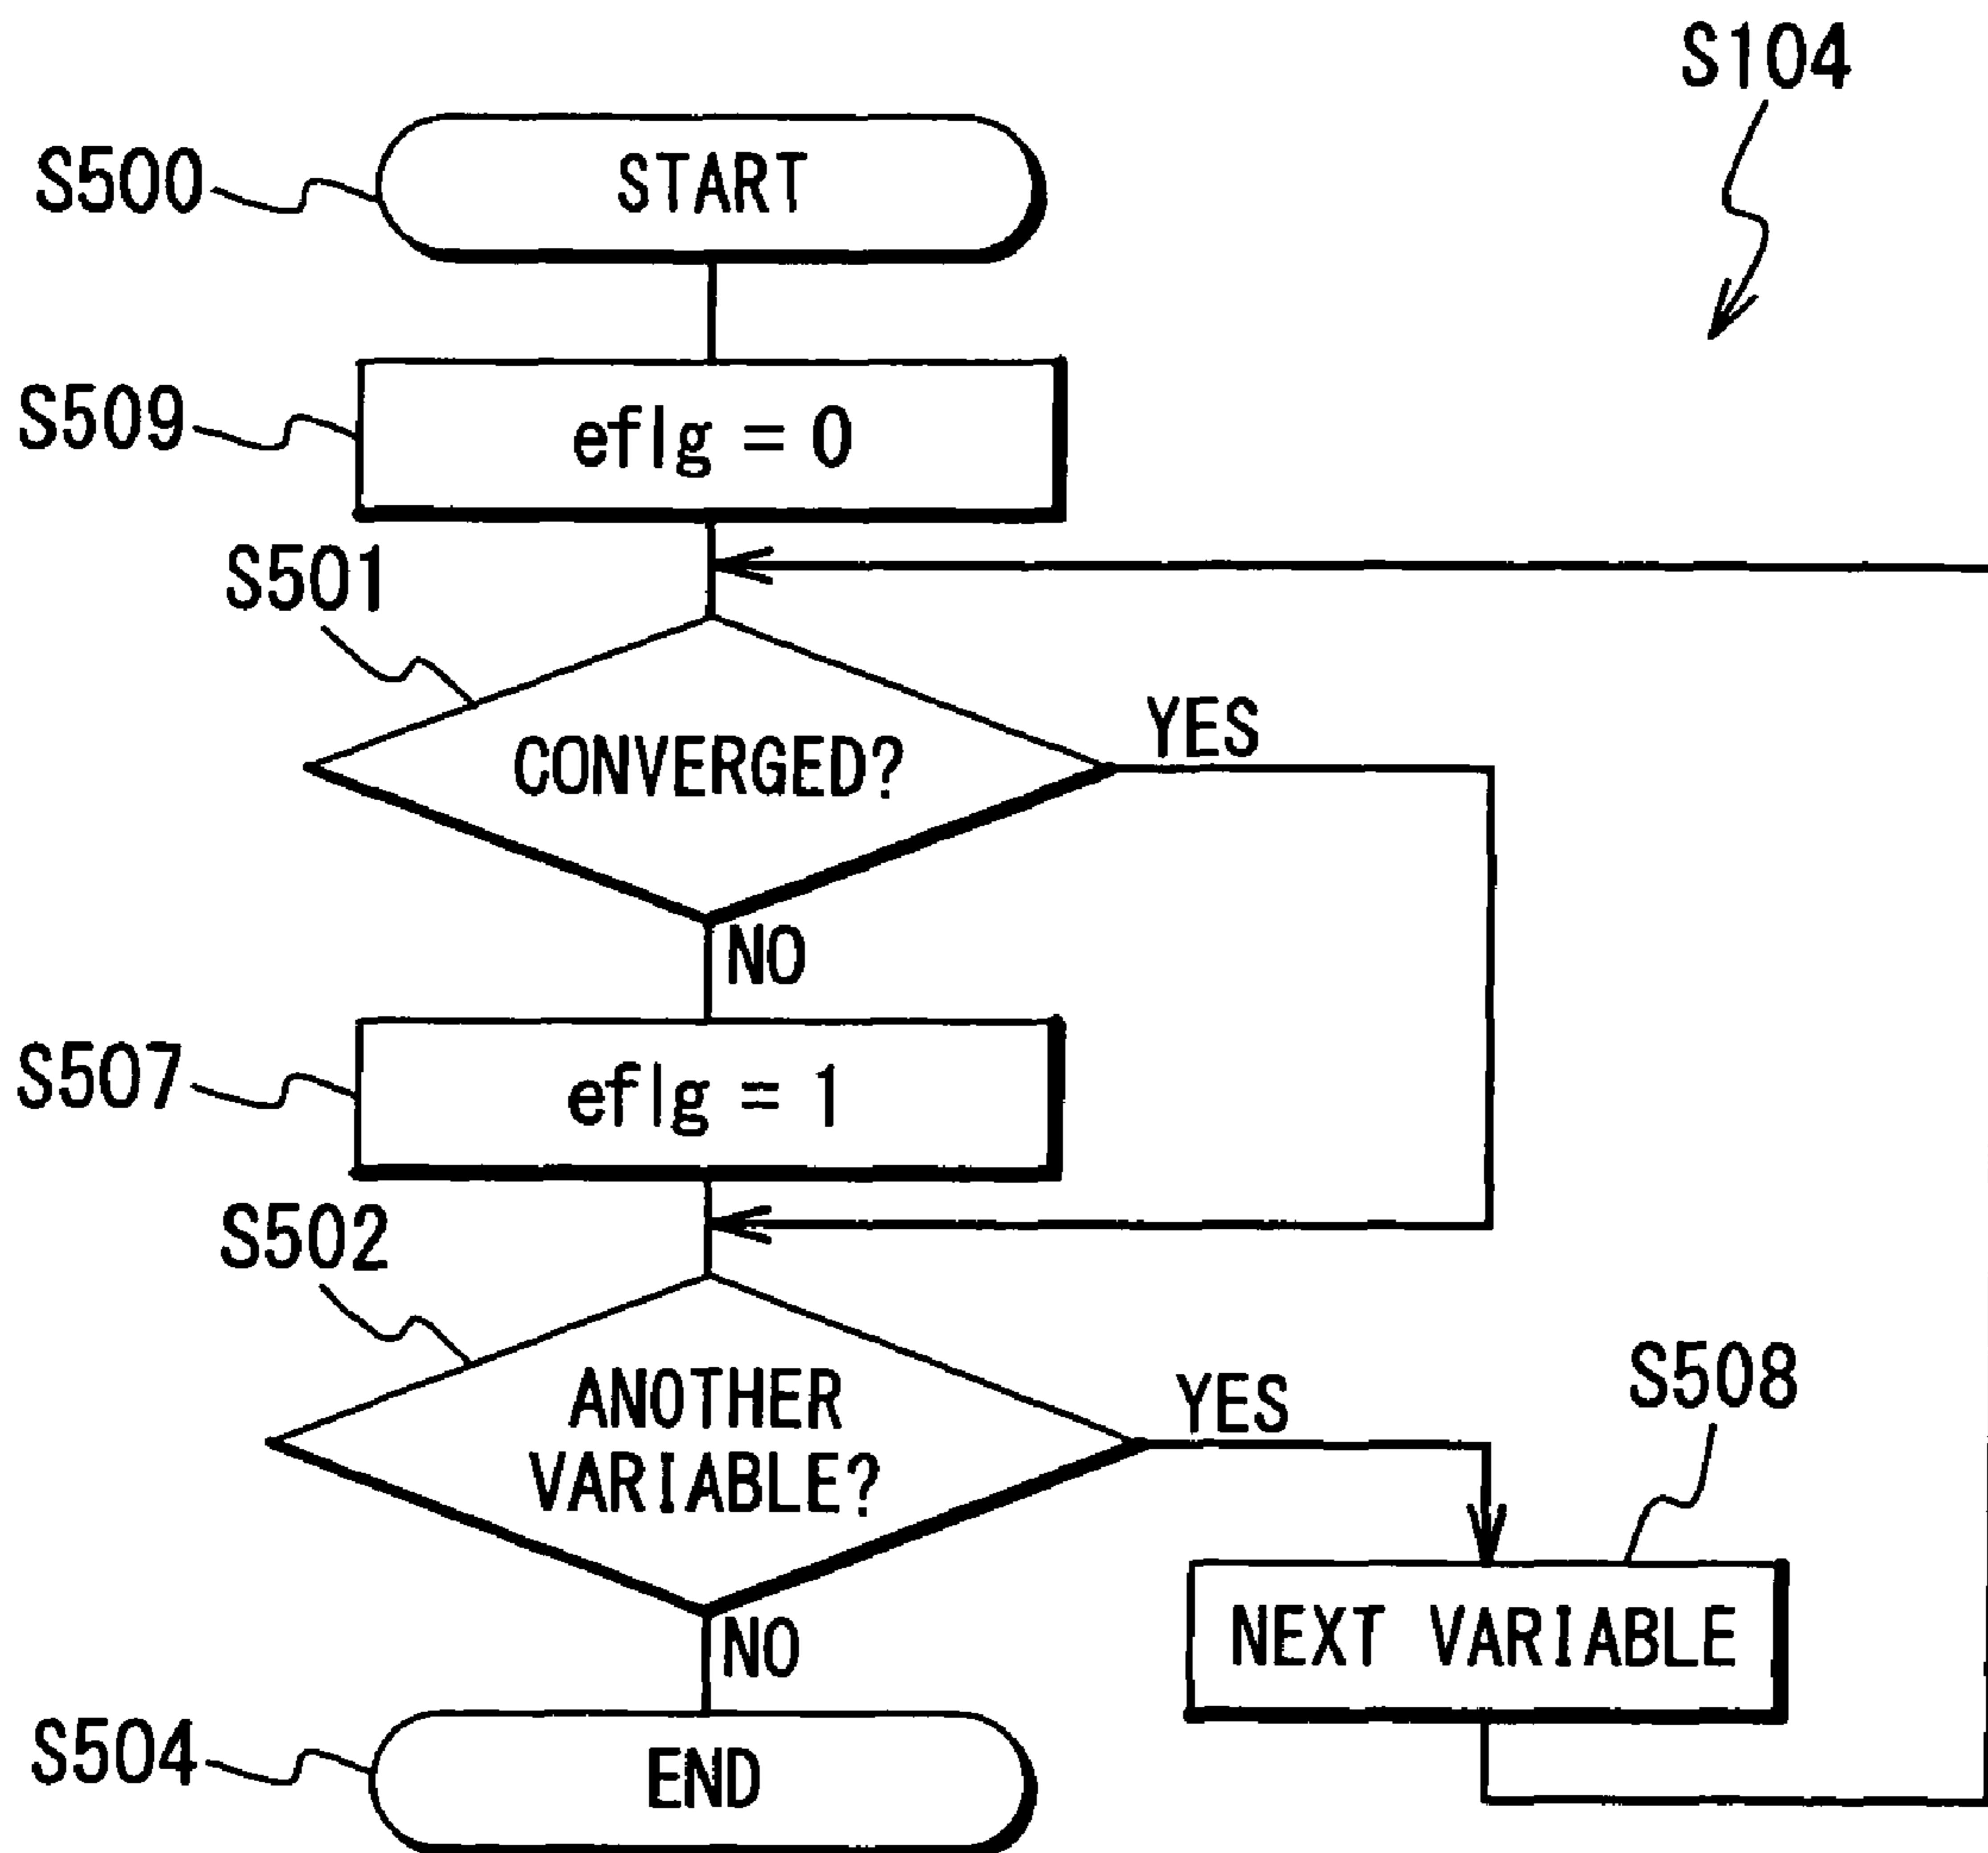 S104
S500
START
S509
eflg = 0
S501
CONVERGED?
YES
NO
S507
eflg = 1
S502
ANOTHER
VARIABLE?
YES
S508
NEXT VARIABLE
NO
S504
END